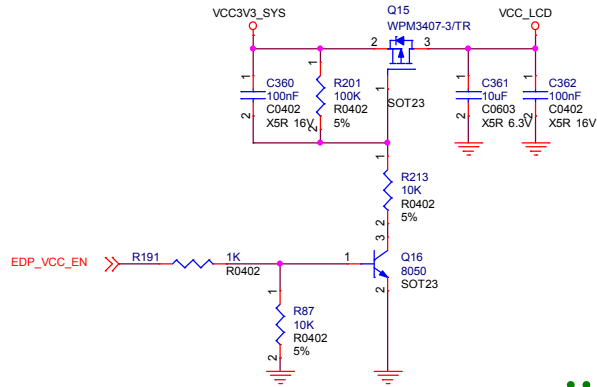 Q15
VCC3V3_SYS
WPM3407-3/TR
VCC_LCD
2
3
1
C360
100nF
C0402
X5R 16V
2
1
R201
100K
R0402
5%
2
1
SOT23
1
C361
10uF
C0603
X5R 6.3V
2
1
C362
100nF
C0402
X5R 16V
2
1
R213
10K
R0402
5%
2
3
EDP_VCC_EN
R191
1K
R0402
1
Q16
8050
SOT23
2
1
R87
10K
R0402
5%
2